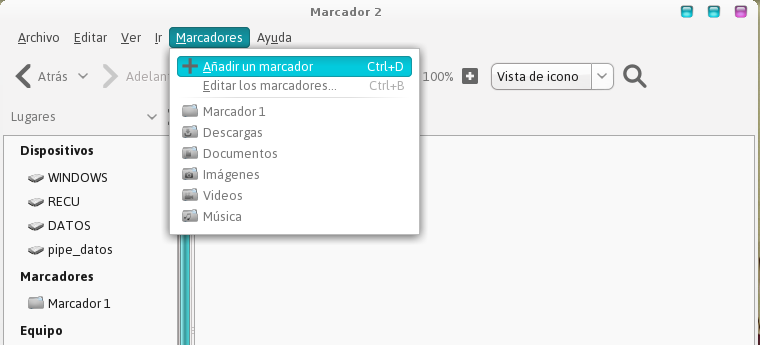 Marcador 2
Archivo Editar Ver Ir Marcadores Ayuda
Añadir un marcador Ctrl+D
Editar los marcadores... Ctrl+B
Marcador 1
Descargas
Documentos
Imágenes
Videos
Música
Atrás Adelan 100% Vista de icono
Lugares
Dispositivos
WINDOWS
RECU
DATOS
pipe_datos
Marcadores
Marcador 1
Equipo